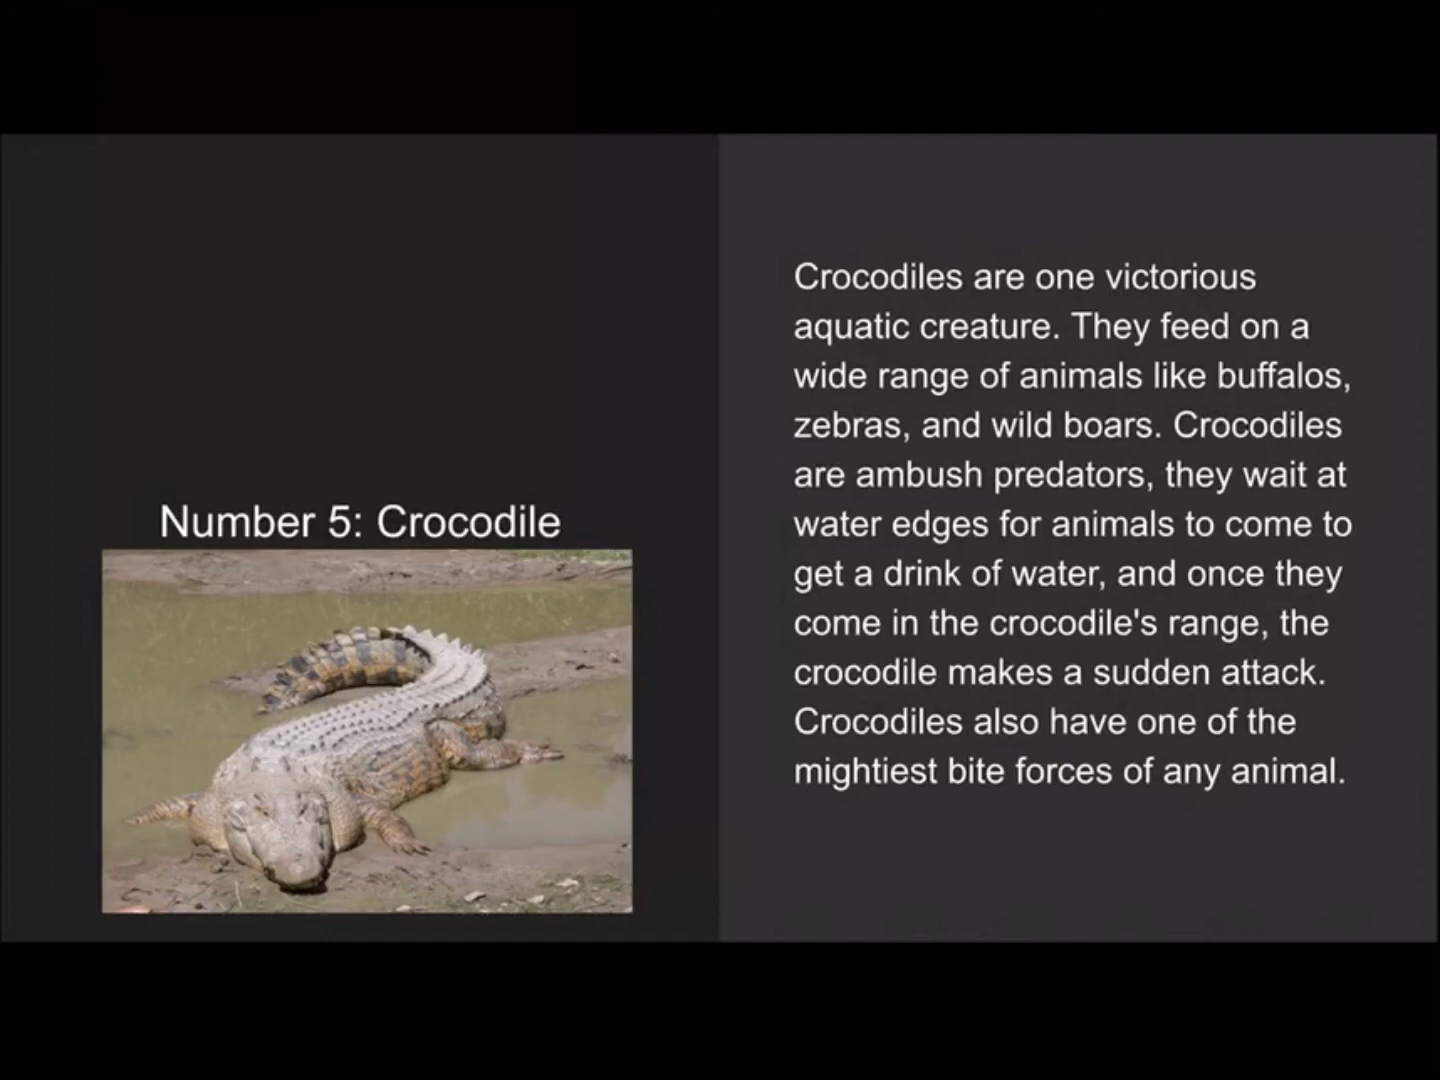 Number 5: Crocodile
Crocodiles are one victorious
aquatic creature. They feed on a
wide range of animals like buffalos,
zebras, and wild boars. Crocodiles
are ambush predators, they wait at
water edges for animals to come to
get a drink of water, and once they
come in the crocodile's range, the
crocodile makes a sudden attack.
Crocodiles also have one of the
mightiest bite forces of any animal.